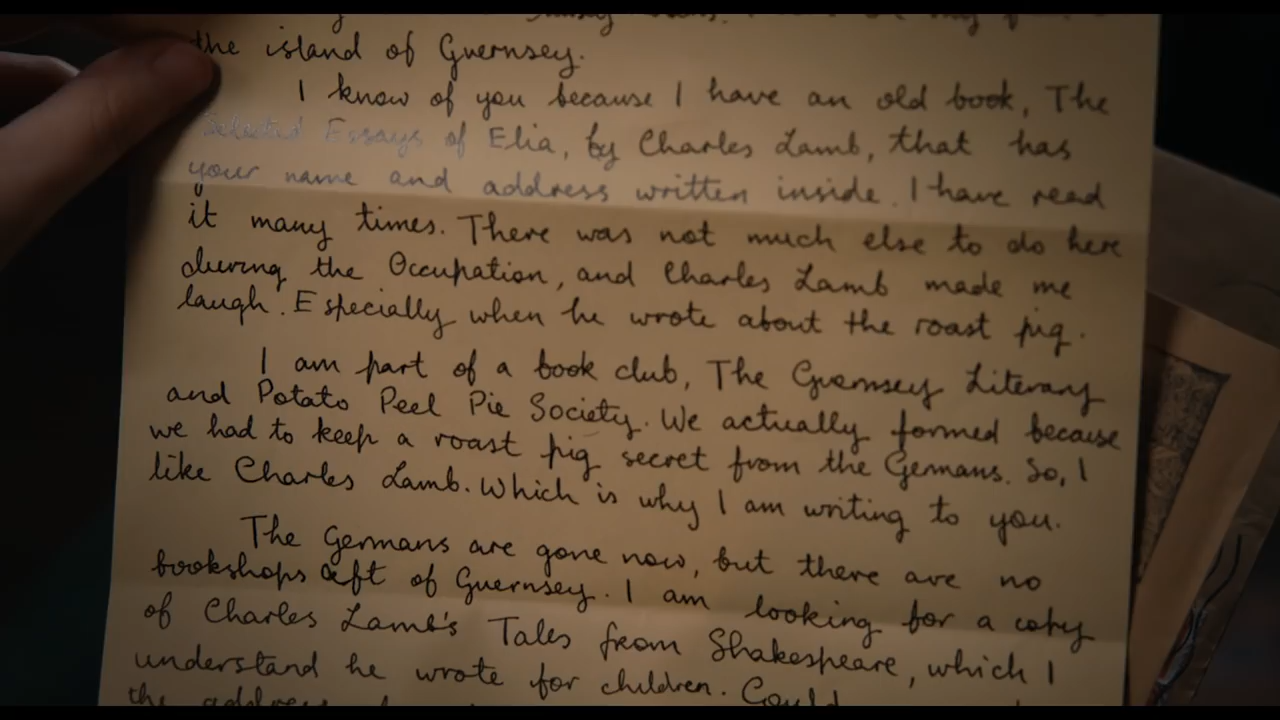 the island of Guernsey.
I know of you because I have an old book, The
Selected Essays of Elia, by Charles Lamb, that has
your name and address written inside. I have read
it many times. There was not much else to do here
during the Occupation, and Charles Lamb made me
laugh. Especially when he wrote about the roast pig.
I am part of a book club, The Guernsey Literary
and Potato Peel Pie Society. We actually formed because
we had to keep a roast pig secret from the Germans. So, I
like Charles Lamb. Which is why I am writing to you.
The Germans are gone now, but there are no
bookshops left of Guernsey. I am looking for a copy
of Charles Lamb's Tales from Shakespeare, which I
understand he wrote for children. Could
the address